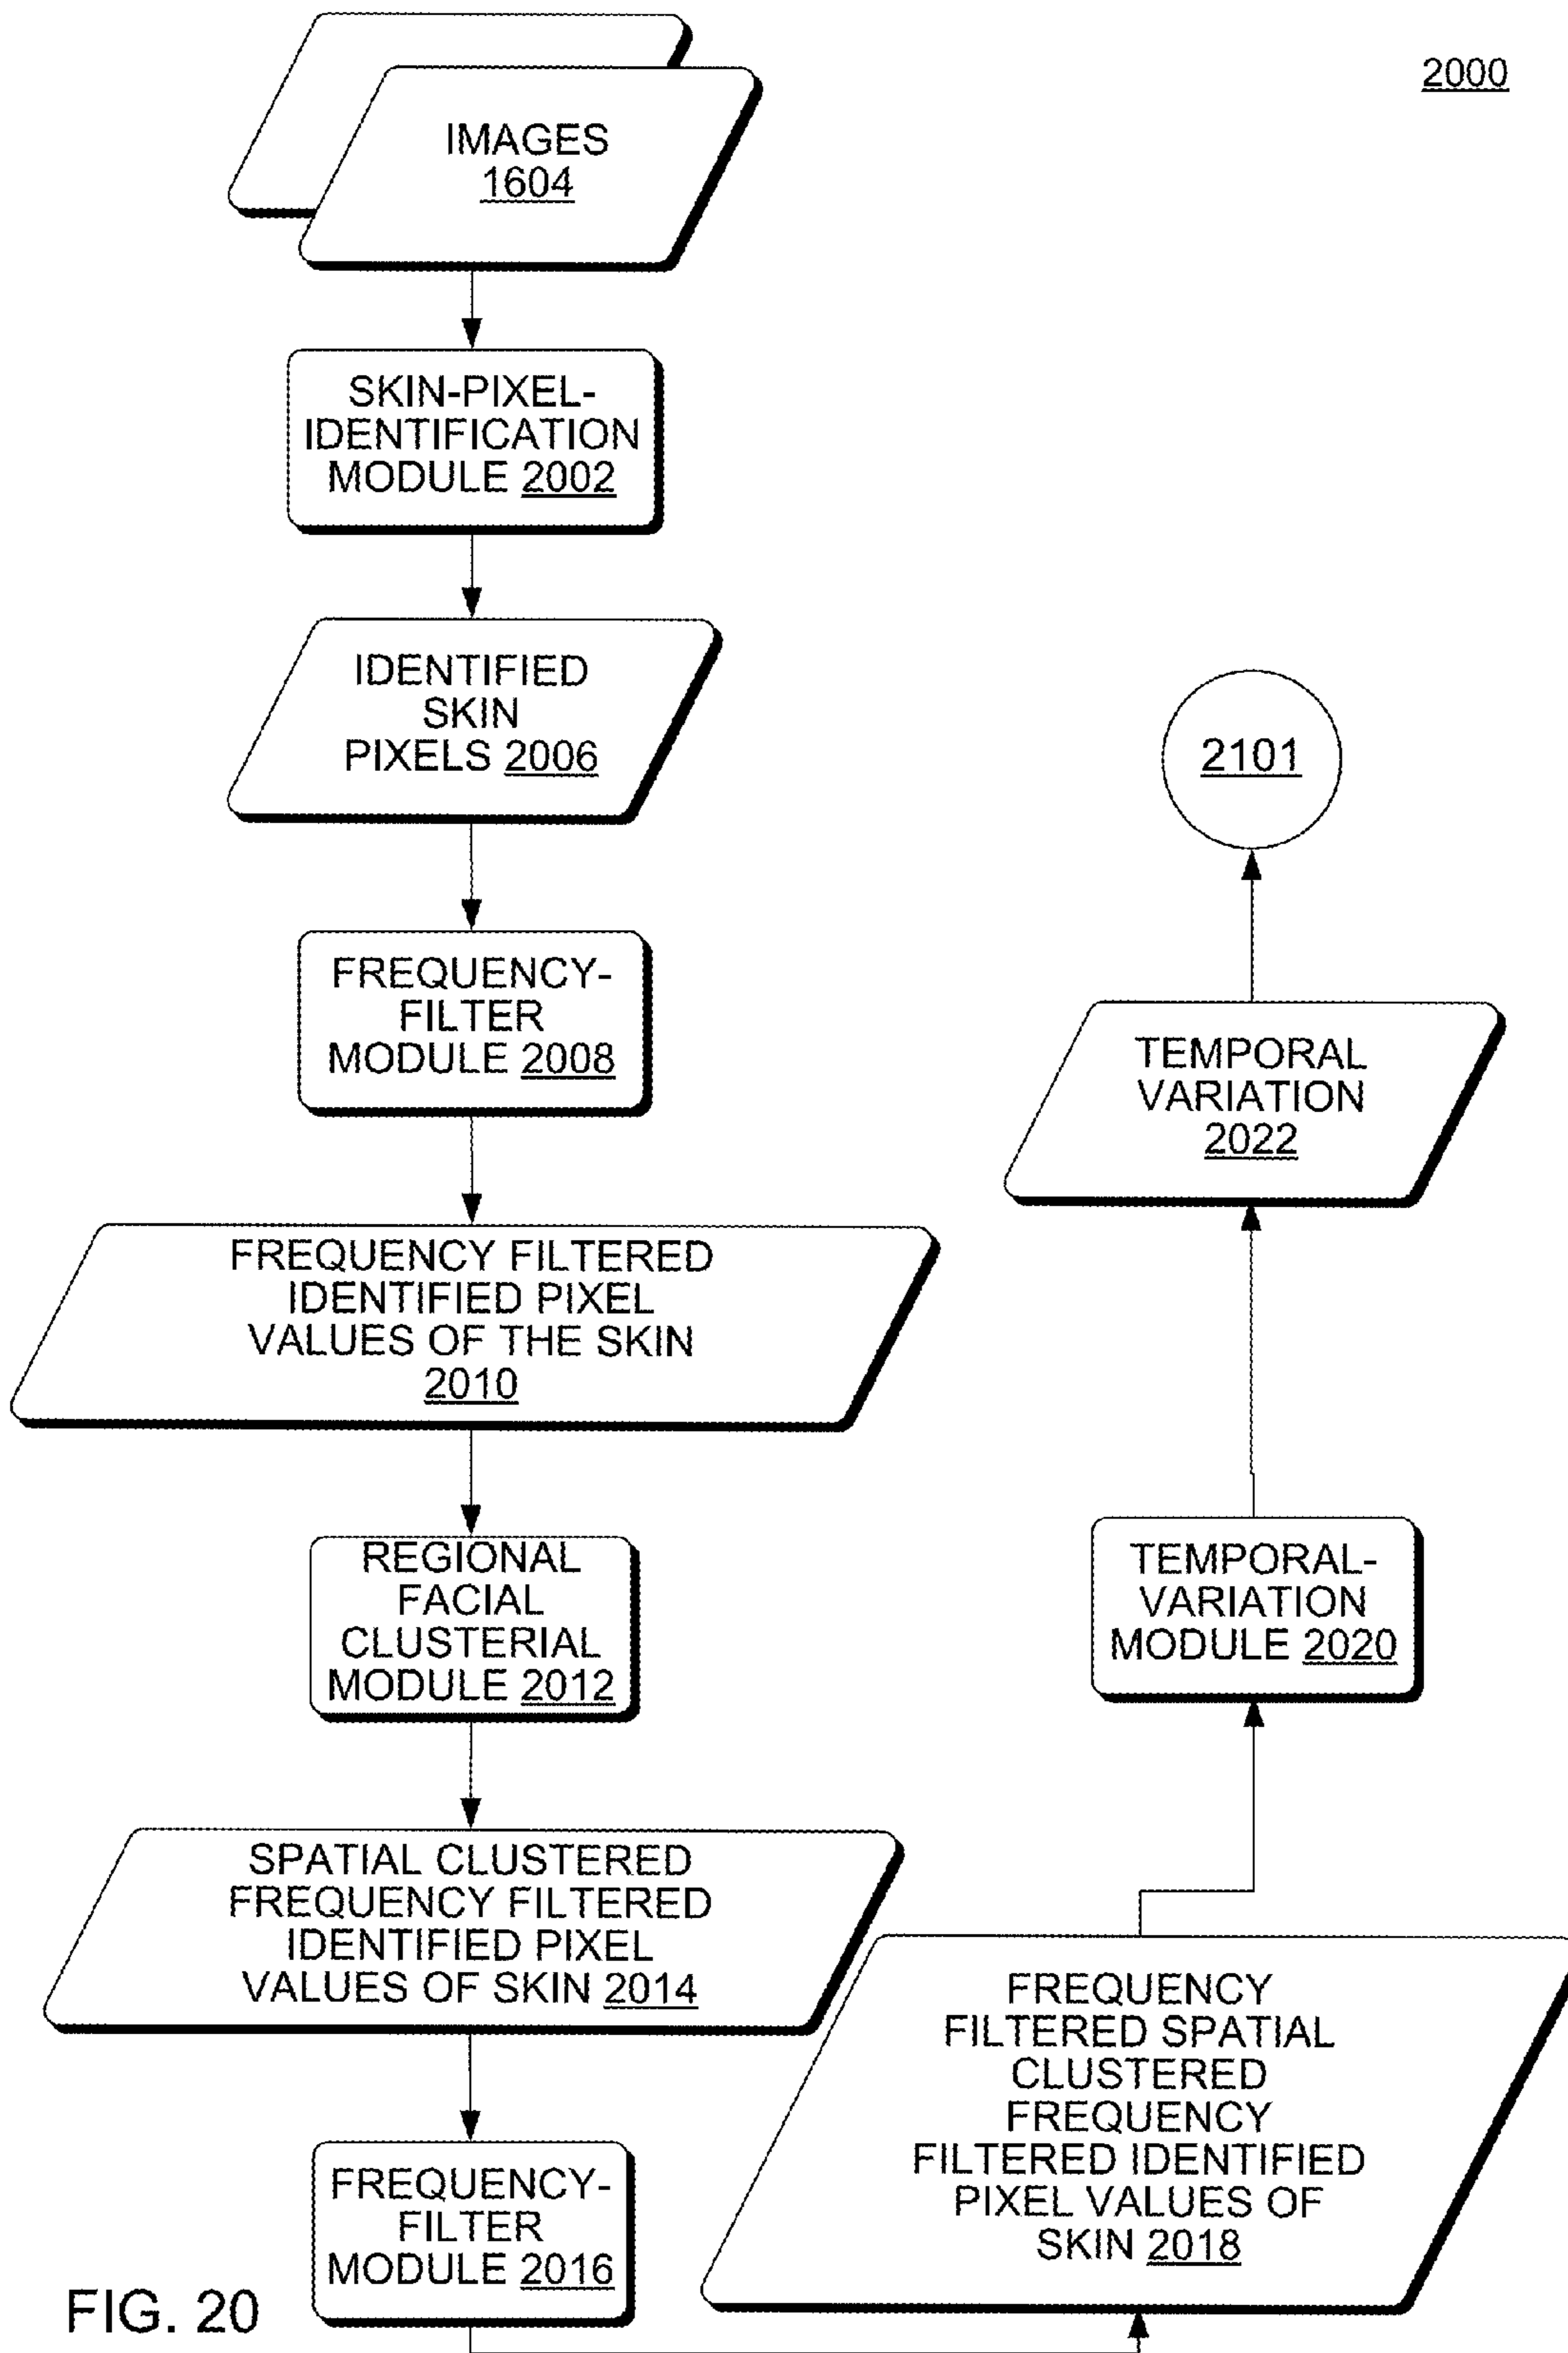 2000
IMAGES
1604
SKIN-PIXEL-
IDENTIFICATION
MODULE 2002
IDENTIFIED
SKIN
PIXELS 2006
FREQUENCY-
FILTER
MODULE 2008
FREQUENCY FILTERED
IDENTIFIED PIXEL
VALUES OF THE SKIN
2010
REGIONAL
FACIAL
CLUSTERIAL
MODULE 2012
SPATIAL CLUSTERED
FREQUENCY FILTERED
IDENTIFIED PIXEL
VALUES OF SKIN 2014
FREQUENCY-
FILTER
MODULE 2016
FREQUENCY
FILTERED SPATIAL
CLUSTERED
FREQUENCY
FILTERED IDENTIFIED
PIXEL VALUES OF
SKIN 2018
TEMPORAL-
VARIATION
MODULE 2020
TEMPORAL
VARIATION
2022
2101
FIG. 20